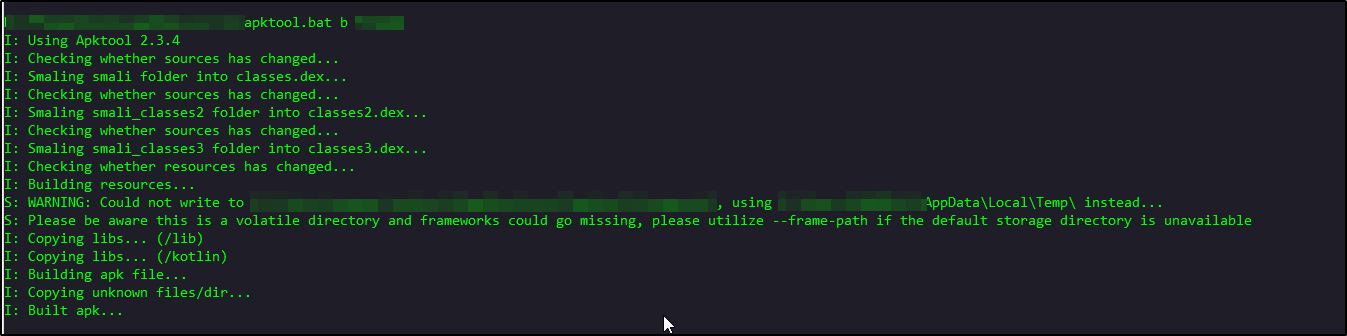 apktool.bat b
I: Using Apktool 2.3.4
I: Checking whether sources has changed...
I: Smaling smali folder into classes.dex...
I: Checking whether sources has changed...
I: Smaling smali_classes2 folder into classes2.dex...
I: Checking whether sources has changed...
I: Smaling smali_classes3 folder into classes3.dex...
I: Checking whether resources has changed...
I: Building resources...
S: WARNING: Could not write to , using AppData\Local\Temp\ instead...
S: Please be aware this is a volatile directory and frameworks could go missing, please utilize --frame-path if the default storage directory is unavailable
I: Copying libs... (/lib)
I: Copying libs... (/kotlin)
I: Building apk file...
I: Copying unknown files/dir...
I: Built apk...